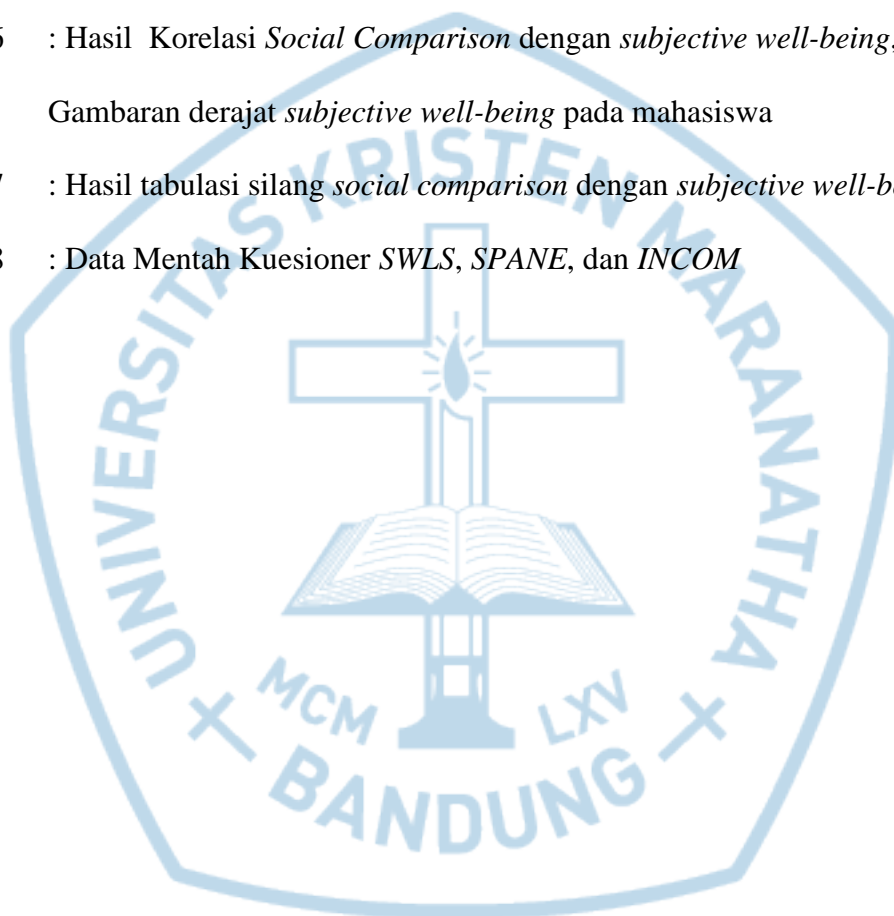 : Hasil Korelasi Social Comparison dengan subjective well-being,
Gambaran derajat subjective well-being pada mahasiswa
: Hasil tabulasi silang social comparison dengan subjective
: Data Mentah Kuesioner SWLS, SPANE, dan INCOM
UNIVERSITAS KRISTEN MARANATHA
MCM LXV
BANDUNG